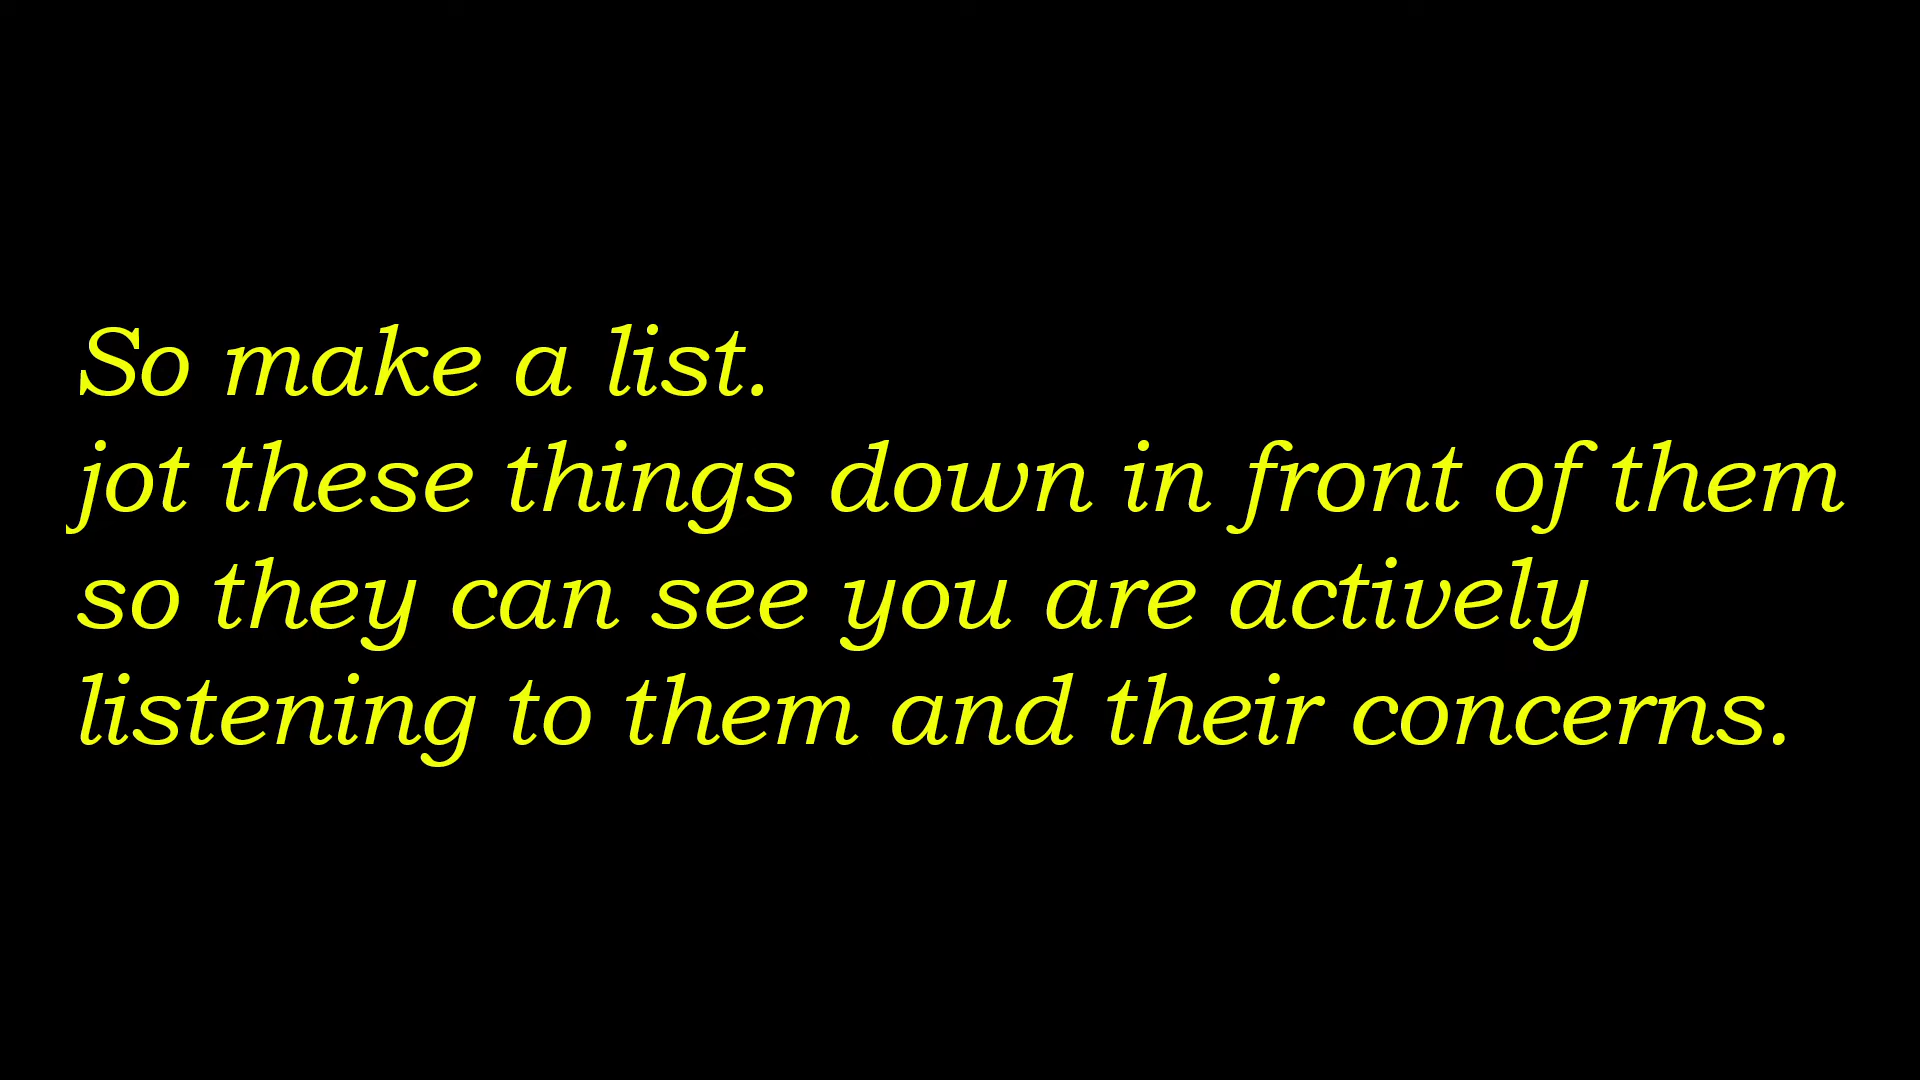 So make a list.
jot these things down in front of them
so they can see you are actively
listening to them and their concerns.